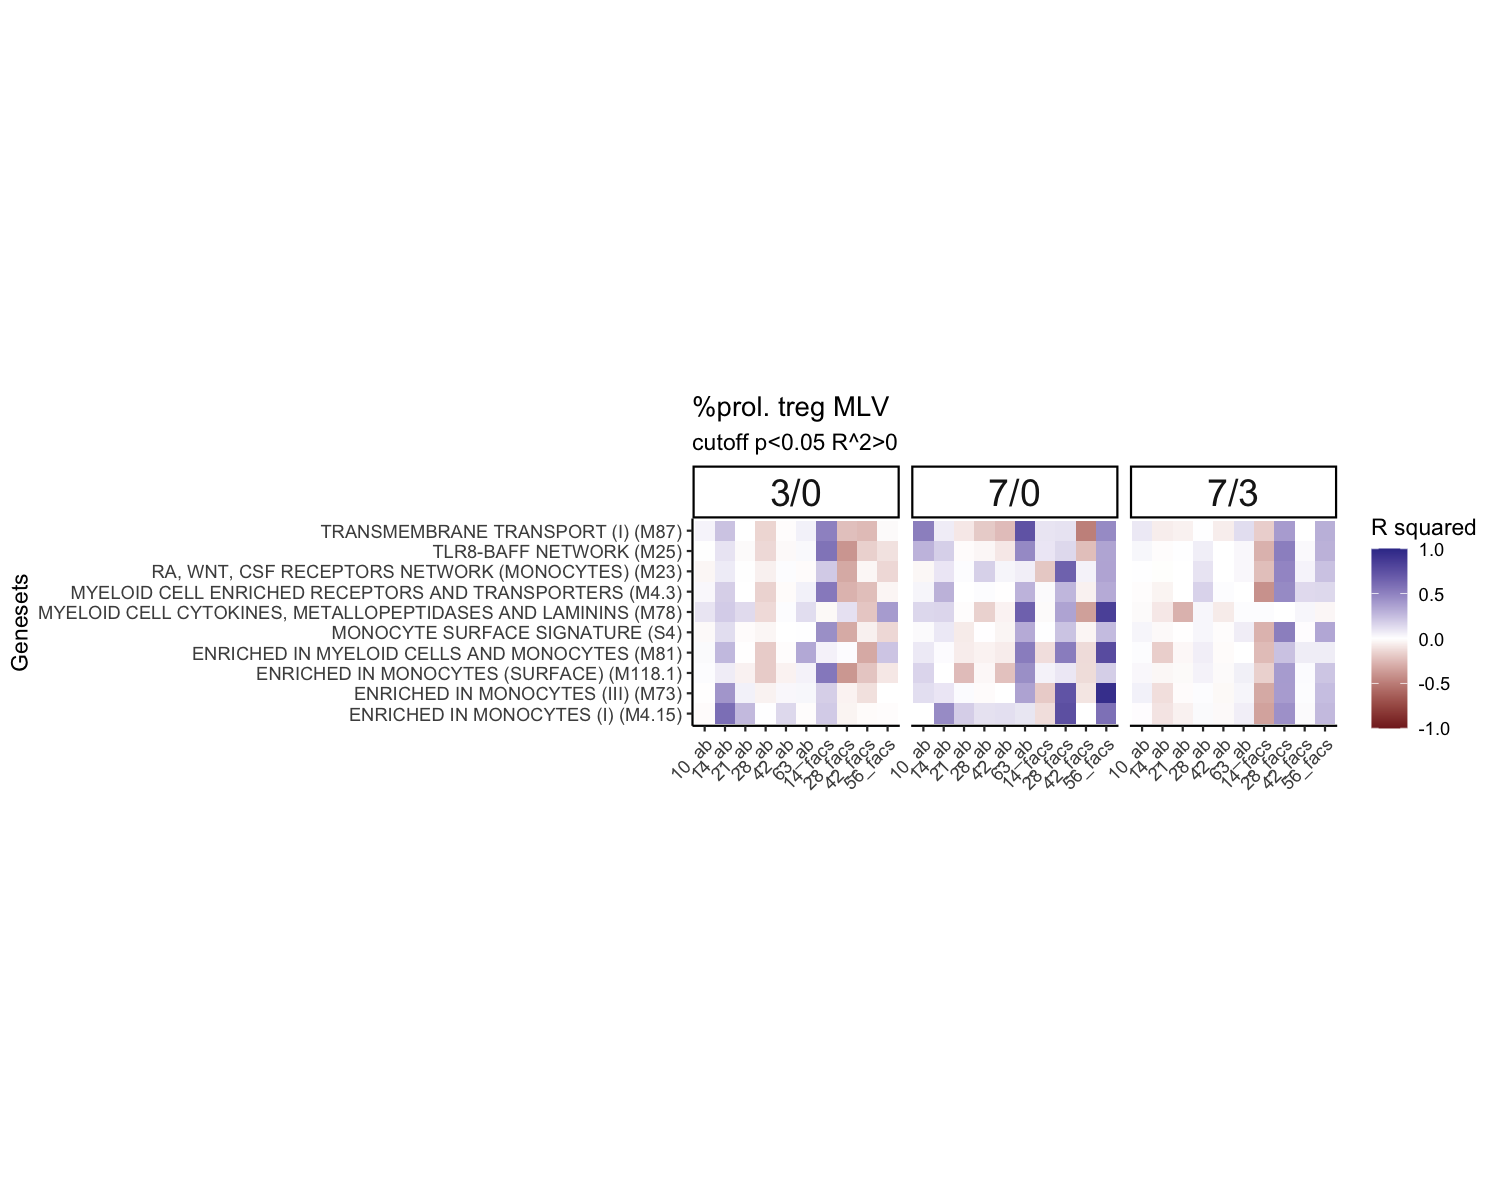 %prol. treg MLV
cutoff p<0.05 R^2>0
3/0 7/0 7/3
Genesets
TRANSMEMBRANE TRANSPORT (I) (M87)
TLR8-BAFF NETWORK (M25)
RA, WNT, CSF RECEPTORS NETWORK (MONOCYTES) (M23)
MYELOID CELL ENRICHED RECEPTORS AND TRANSPORTERS (M4.3)
MYELOID CELL CYTOKINES, METALLOPEPTIDASES AND LAMININS (M78)
MONOCYTE SURFACE SIGNATURE (S4)
ENRICHED IN MYELOID CELLS AND MONOCYTES (M81)
ENRICHED IN MONOCYTES (SURFACE) (M118.1)
ENRICHED IN MONOCYTES (III) (M73)
ENRICHED IN MONOCYTES (I) (M4.15)
10_ab 14_ab 21_ab 28_ab 42_ab 63_ab 14_facs 28_facs 42_facs 56_facs 10_ab 14_ab 21_ab 28_ab 42_ab 63_ab 14_facs 28_facs 42_facs 56_facs 10_ab 14_ab 21_ab 28_ab 42_ab 63_ab 14_facs 28_facs 42_facs 56_facs
R squared
1.0
0.5
0.0
-0.5
-1.0